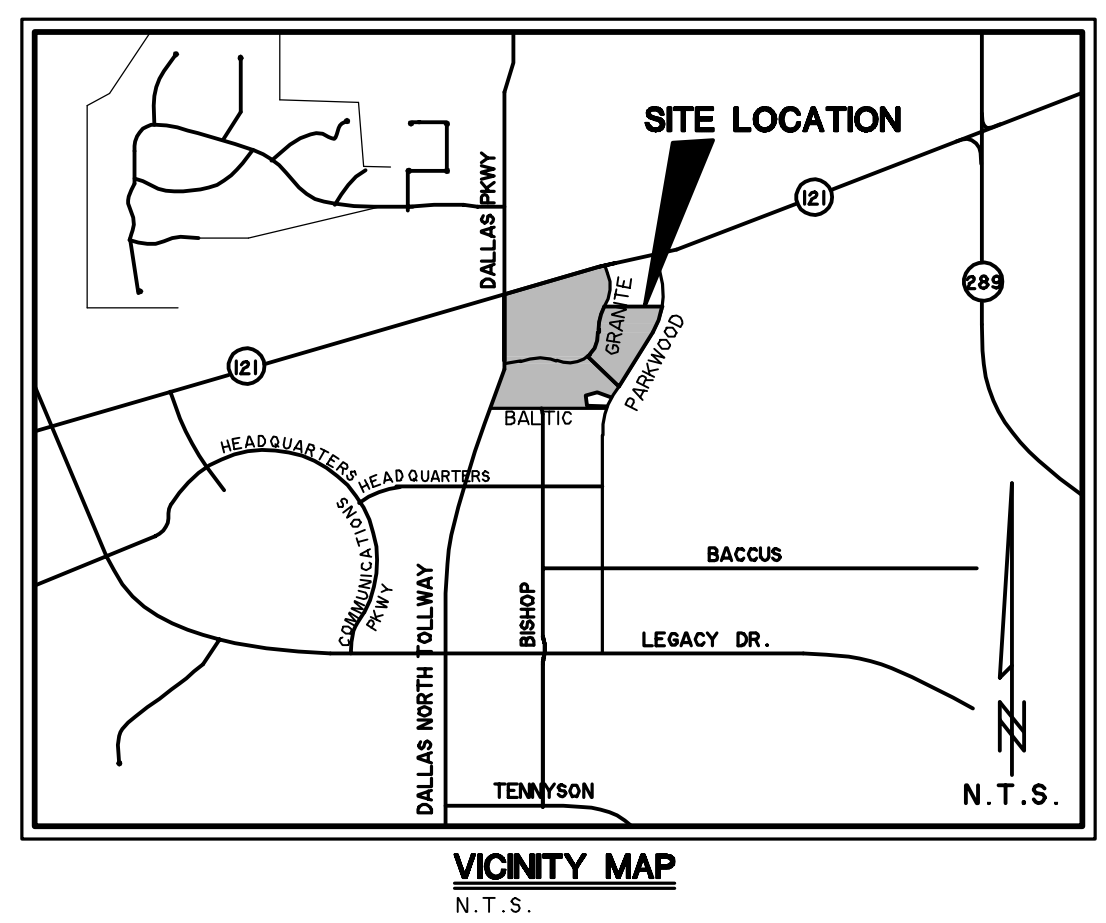 SITE LOCATION
DALLAS PKWY
121
289
GRANITE
PARKWOOD
121
BALTIC
HEADQUARTERS
HEADQUARTERS
COMMUNICATIONS
PKWY
BACCUS
BISHOP
DALLAS NORTH TOLLWAY
LEGACY DR.
N
TENNYSON
N.T.S.
VICINITY MAP
N.T.S.